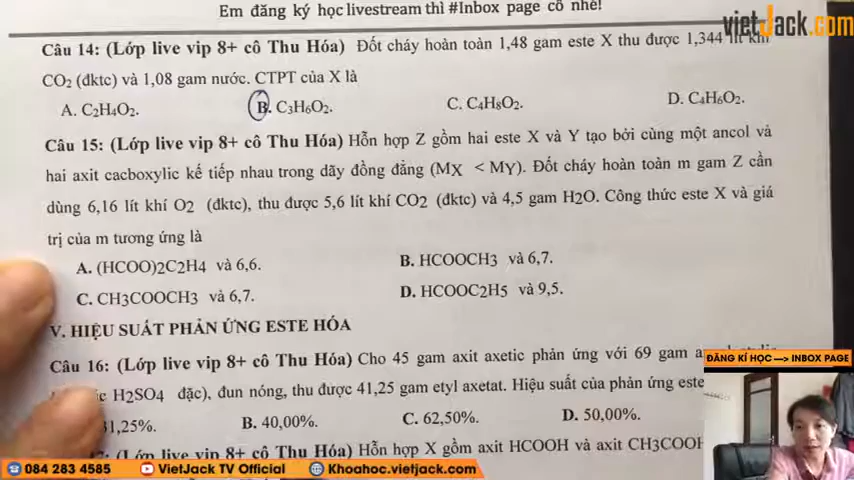 Em đăng ký học livestream thì #Inbox page cô nhé!
vietJack.com
Câu 14: (Lớp live vip 8+ cô Thu Hóa) Đốt cháy hoàn toàn 1,48 gam este X thu được 1,344 lít khí
CO2 (đktc) và 1,08 gam nước. CTPT của X là
A. C2H4O2. B. C3H6O2. C. C4H8O2. D. C4H6O2.
Câu 15: (Lớp live vip 8+ cô Thu Hóa) Hỗn hợp Z gồm hai este X và Y tạo bởi cùng một ancol và
hai axit cacboxylic kế tiếp nhau trong dãy đồng đẳng (MX < MY). Đốt cháy hoàn toàn m gam Z cần
dùng 6,16 lít khí O2 (đktc), thu được 5,6 lít khí CO2 (đktc) và 4,5 gam H2O. Công thức este X và giá
trị của m tương ứng là
A. (HCOO)2C2H4 và 6,6. B. HCOOCH3 và 6,7.
C. CH3COOCH3 và 6,7. D. HCOOC2H5 và 9,5.
V. HIỆU SUẤT PHẢN ỨNG ESTE HÓA
Câu 16: (Lớp live vip 8+ cô Thu Hóa) Cho 45 gam axit axetic phản ứng với 69 gam
ĐĂNG KÍ HỌC —> INBOX PAGE
H2SO4 đặc), đun nóng, thu được 41,25 gam etyl axetat. Hiệu suất của phản ứng este
31,25%. B. 40,00%. C. 62,50%. D. 50,00%.
(Lớp live vip 8+ cô Thu Hóa) Hỗn hợp X gồm axit HCOOH và axit CH3COOH
084 283 4585 VietJack TV Official Khoahoc.vietjack.com